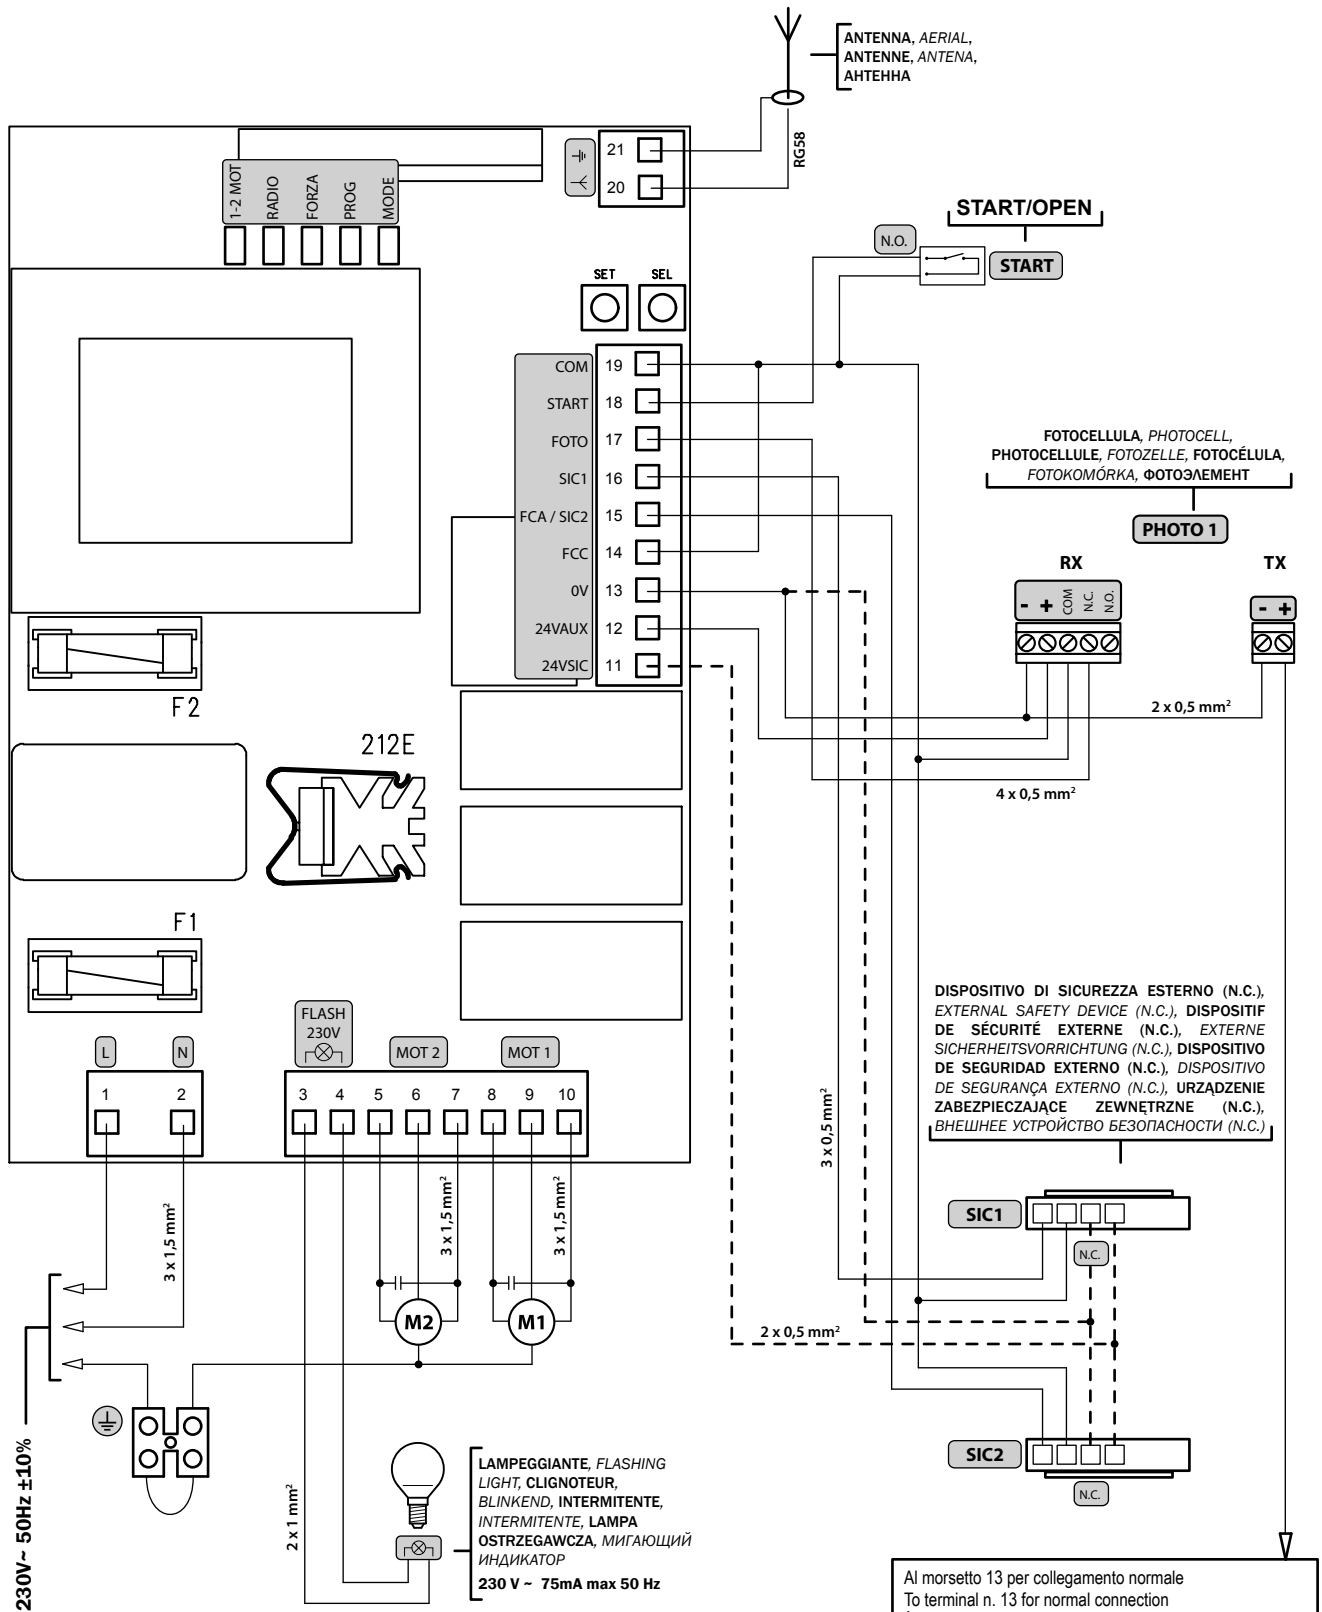 ANTENNA, AERIAL,
ANTENNE, ANTENA,
АНТЕННА
RG58
21
20
1-2 MOT
RADIO
FORZA
PROG
MODE
START/OPEN
N.O.
START
SET
SEL
COM 19
START 18
FOTO 17
SIC1 16
FCA / SIC2 15
FCC 14
0V 13
24VAUX 12
24VSIC 11
FOTOCELLULA, PHOTOCELL,
PHOTOCELLULE, FOTOZELLE, FOTOCÉLULA,
FOTOKOMÓRKA, ФОТОЭЛЕМЕНТ
PHOTO 1
RX
TX
- + COM N.C. N.O.
- +
2 x 0,5 mm²
4 x 0,5 mm²
F2
212E
F1
FLASH
230V
L
N
MOT 2
MOT 1
1 2
3 4 5 6 7 8 9 10
3 x 1,5 mm²
3 x 1,5 mm²
3 x 1,5 mm²
3 x 0,5 mm²
DISPOSITIVO DI SICUREZZA ESTERNO (N.C.),
EXTERNAL SAFETY DEVICE (N.C.), DISPOSITIF
DE SÉCURITÉ EXTERNE (N.C.), EXTERNE
SICHERHEITSVORRICHTUNG (N.C.), DISPOSITIVO
DE SEGURIDAD EXTERNO (N.C.), DISPOSITIVO
DE SEGURANÇA EXTERNO (N.C.), URZĄDZENIE
ZABEZPIECZAJĄCE ZEWNĘTRZNE (N.C.),
ВНЕШНЕЕ УСТРОЙСТВО БЕЗОПАСНОСТИ (N.C.)
SIC1
N.C.
M2
M1
2 x 0,5 mm²
230V~ 50Hz ±10%
SIC2
N.C.
2 x 1 mm²
LAMPEGGIANTE, FLASHING
LIGHT, CLIGNOTEUR,
BLINKEND, INTERMITENTE,
INTERMITENTE, LAMPA
OSTRZEGAWCZA, МИГАЮЩИЙ
ИНДИКАТОР
230 V ~ 75mA max 50 Hz
Al morsetto 13 per collegamento normale
To terminal n. 13 for normal connection